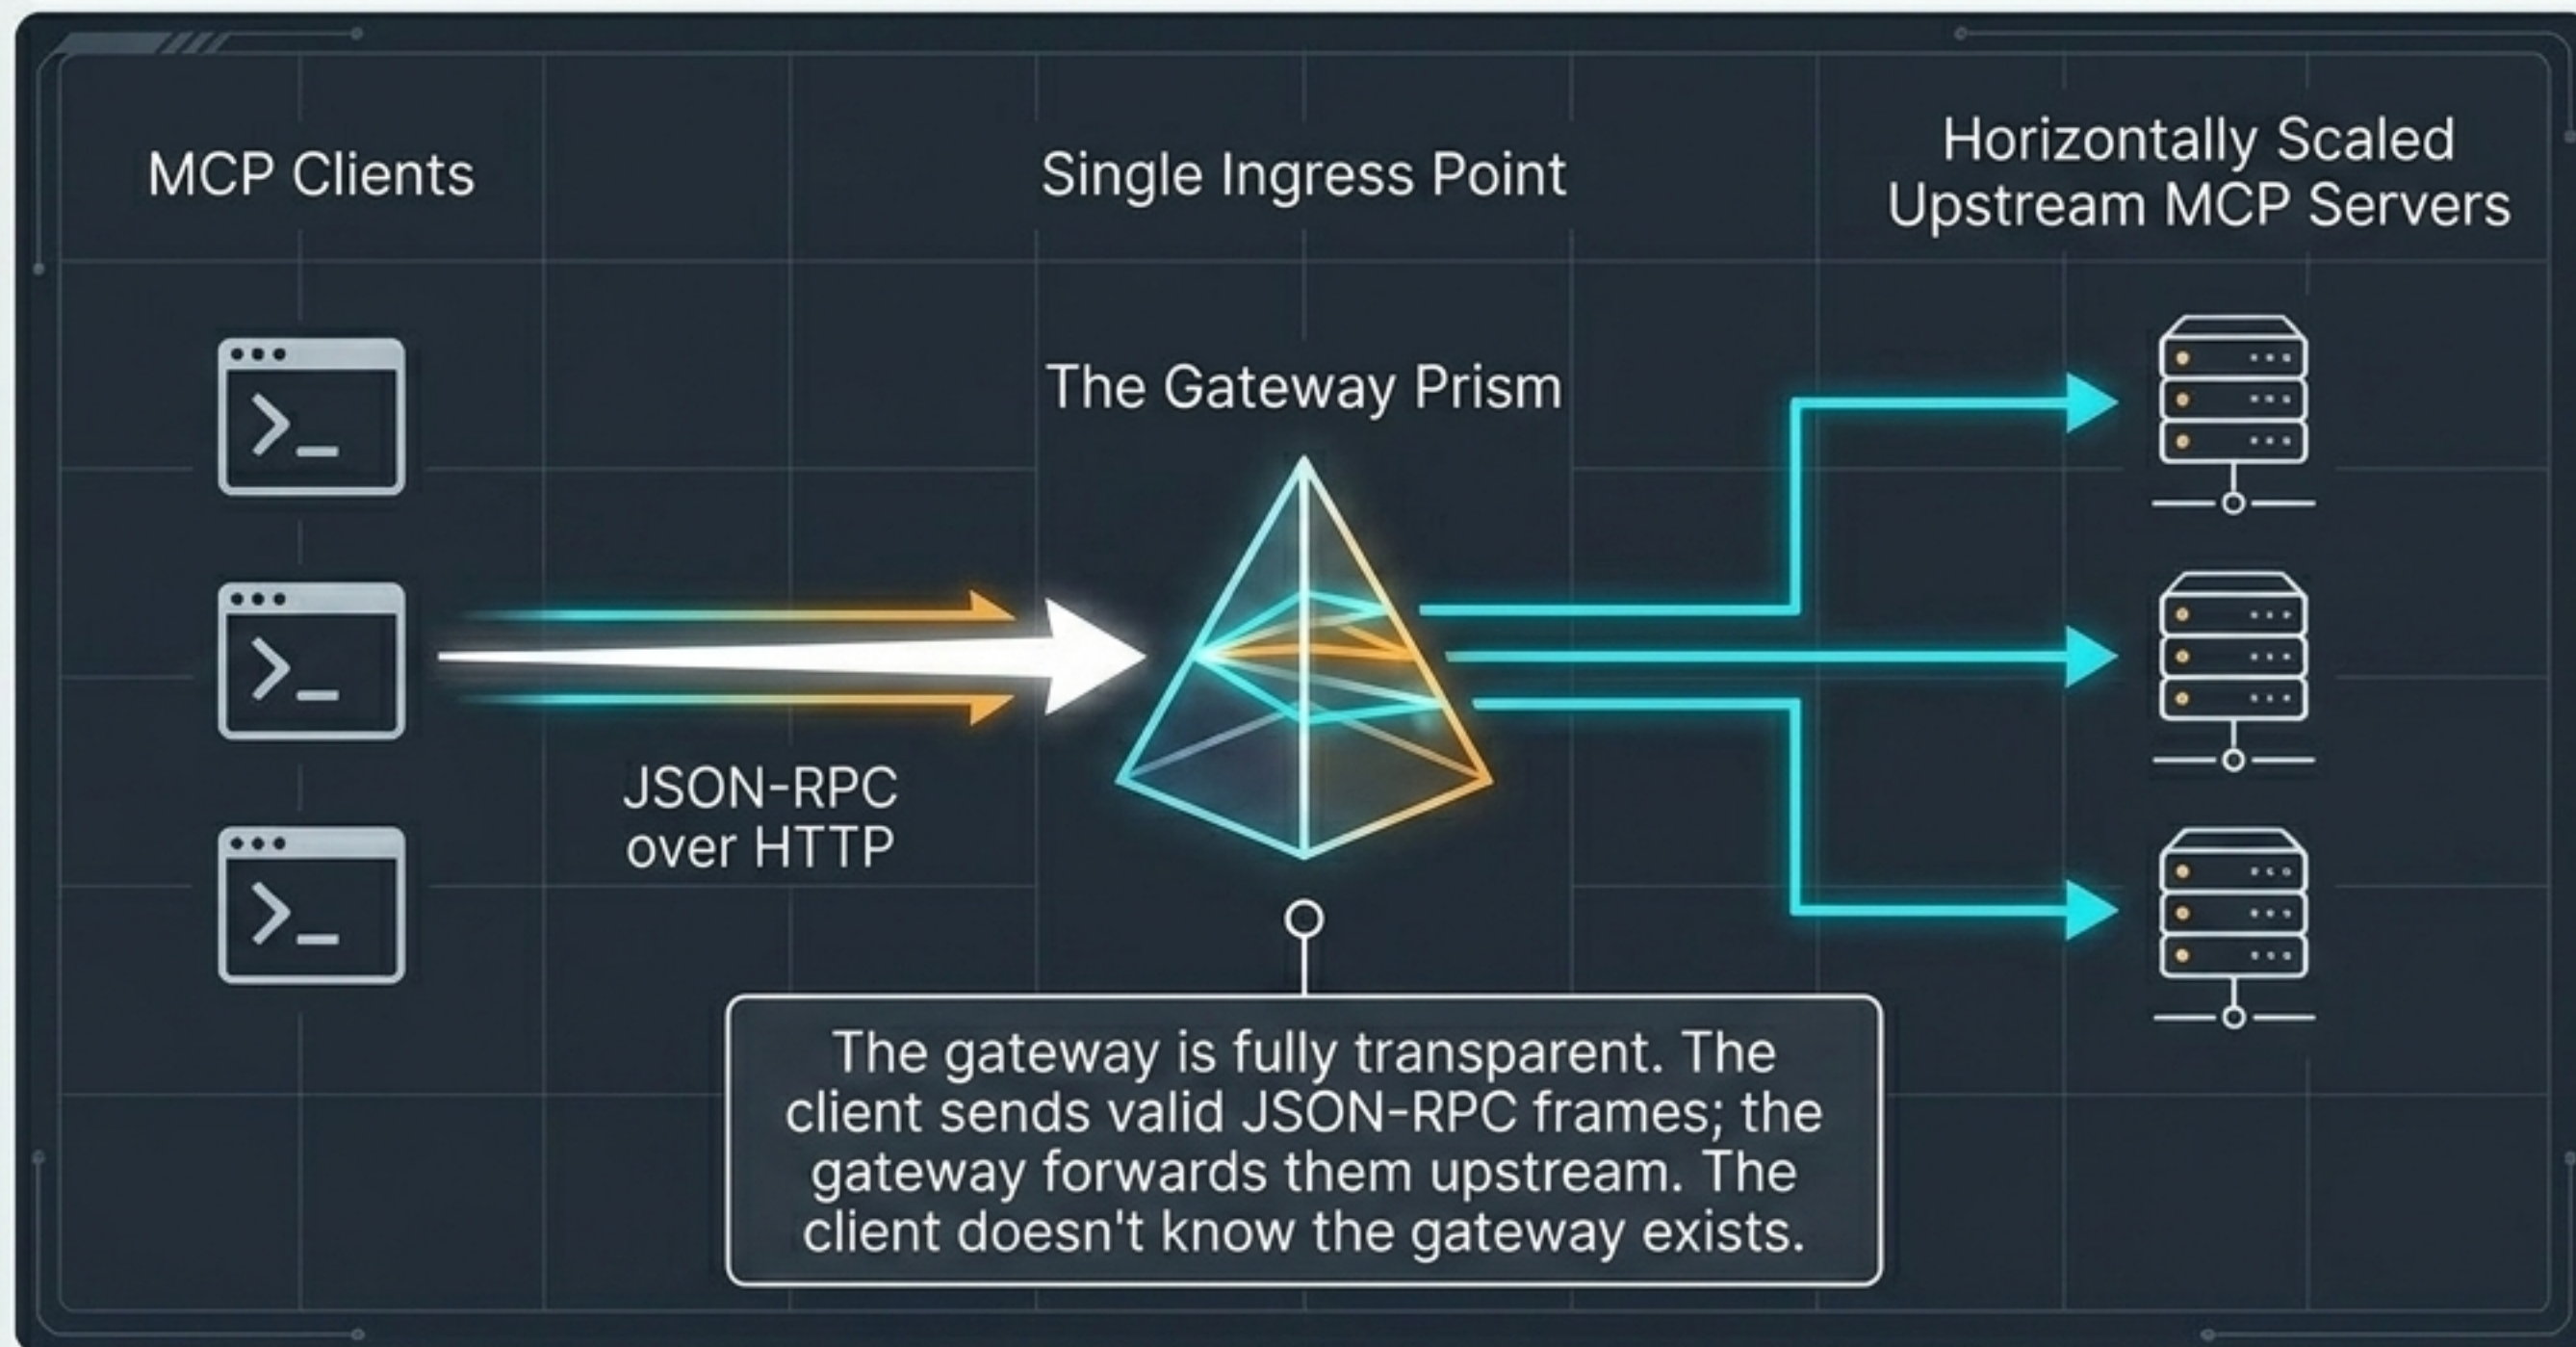 MCP Clients
Single Ingress Point
Horizontally Scaled
Upstream MCP Servers
The Gateway Prism
>_
>_
>_
JSON-RPC
over HTTP
The gateway is fully transparent. The
client sends valid JSON-RPC frames; the
gateway forwards them upstream. The
client doesn't know the gateway exists.